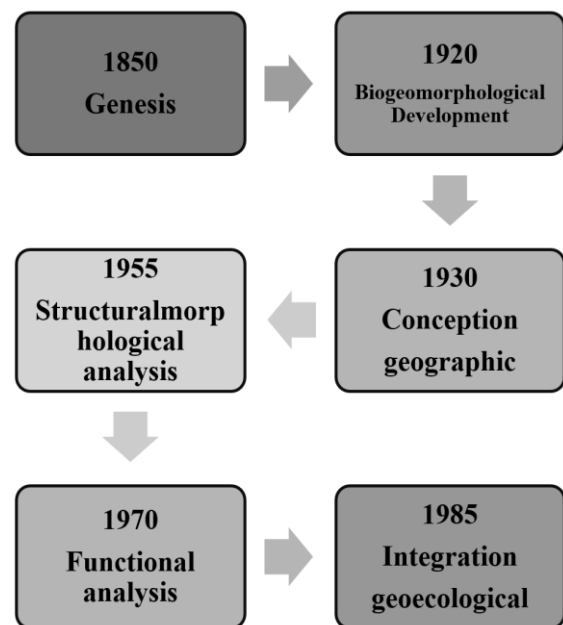 1850
Genesis
1920
Biogeomorphological
Development
1930
Conception
geographic
1955
Structuralmorp
hological
analysis
1970
Functional
analysis
1985
Integration
geoecological